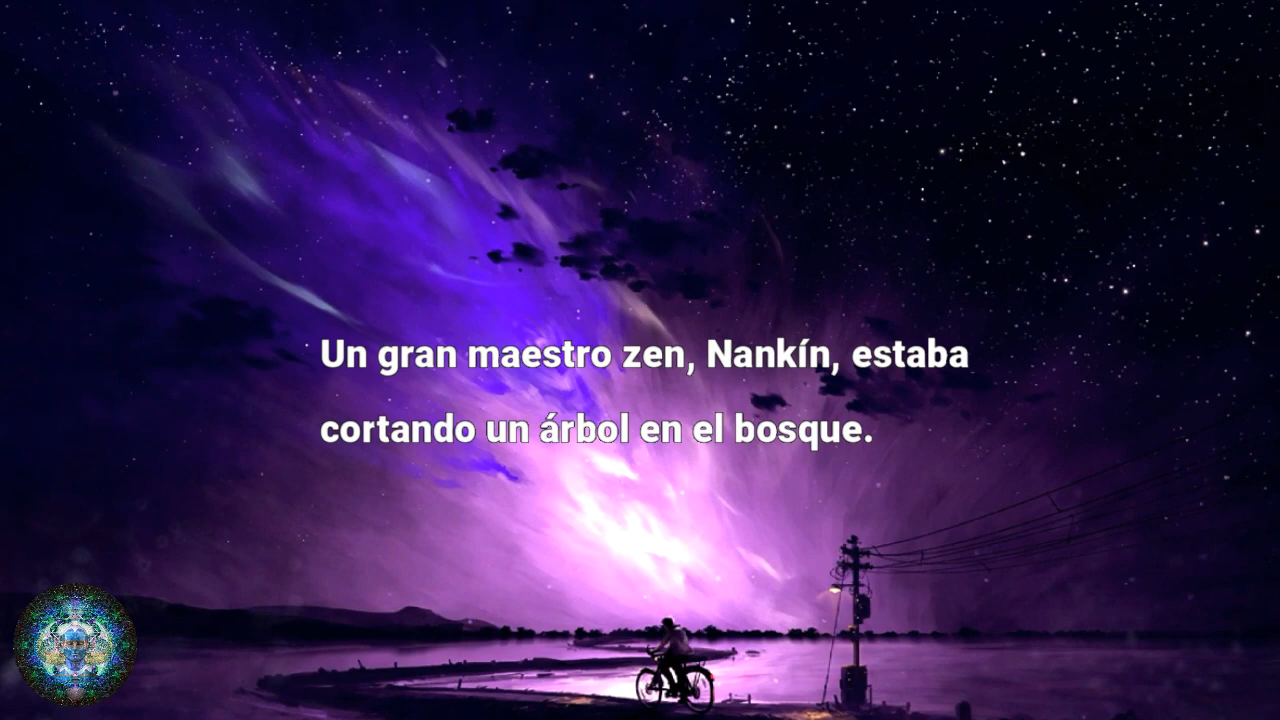 Un gran maestro zen, Nankín, estaba
cortando un árbol en el bosque.